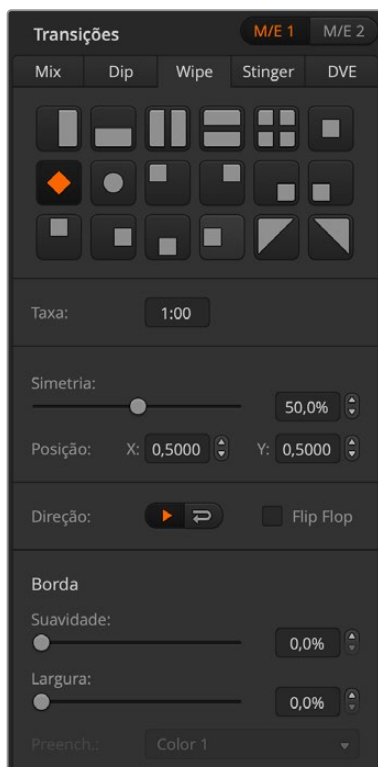 Transições M/E 1 M/E 2
Mix Dip Wipe Stinger DVE
Taxa: 1:00
Simetria:
50,0%
Posição: X: 0,5000 Y: 0,5000
Direção: Flip Flop
Borda
Suavidade:
0,0%
Largura:
0,0%
Preench.: Color 1